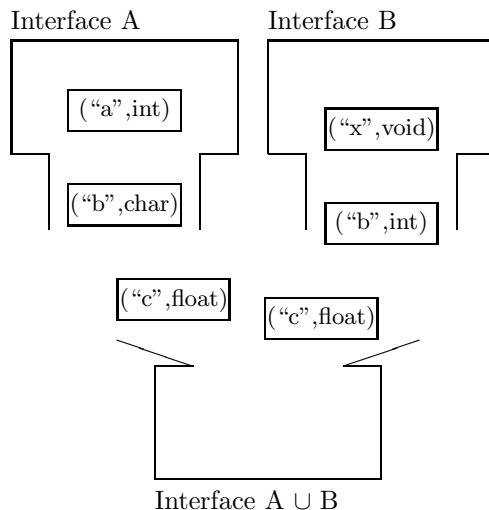 Interface A
Interface B
(“a”,int)
(“x”,void)
(“b”,char)
(“b”,int)
(“c”,float)
(“c”,float)
Interface A ∪ B